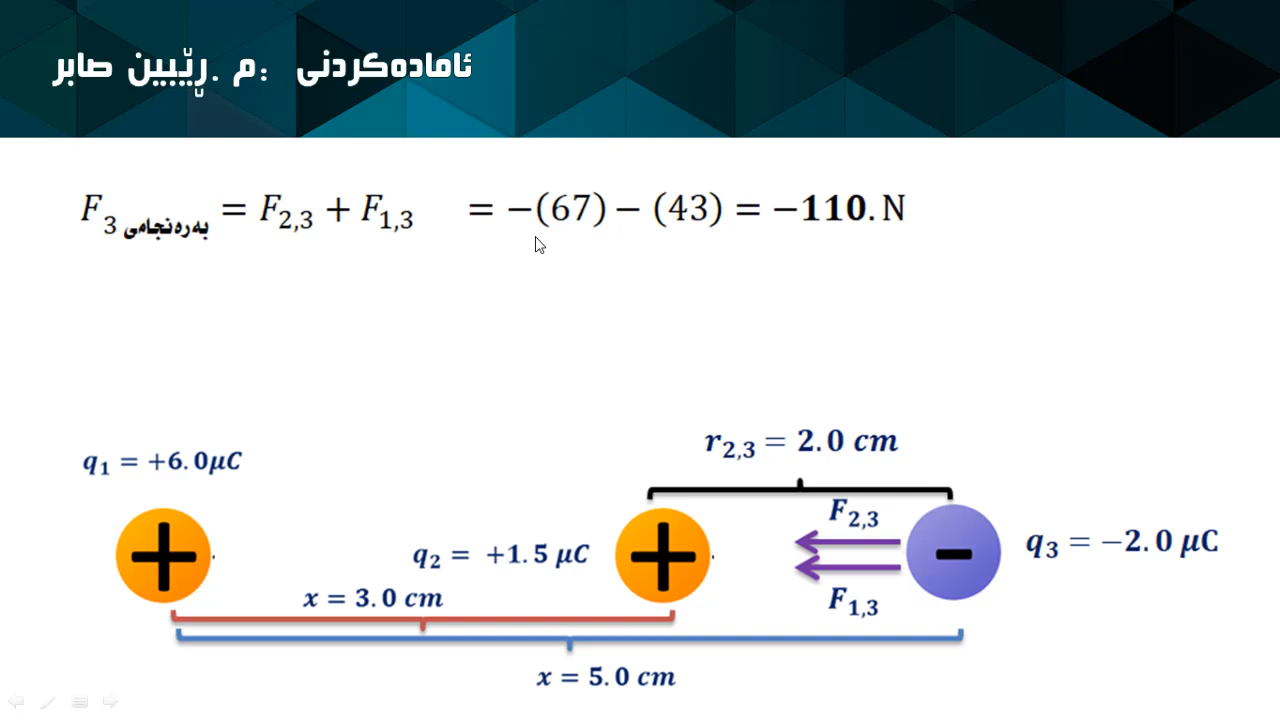 ئامادەکردنی :م .ڕێبین صابر
F₃ بەرەنجامی = F₂,₃ + F₁,₃ = −(67) − (43) = −110. N
r₂,₃ = 2.0 cm
q₁ = +6.0μC
F₂,₃
q₂ = +1.5 μC
q₃ = −2.0 μC
F₁,₃
x = 3.0 cm
x = 5.0 cm